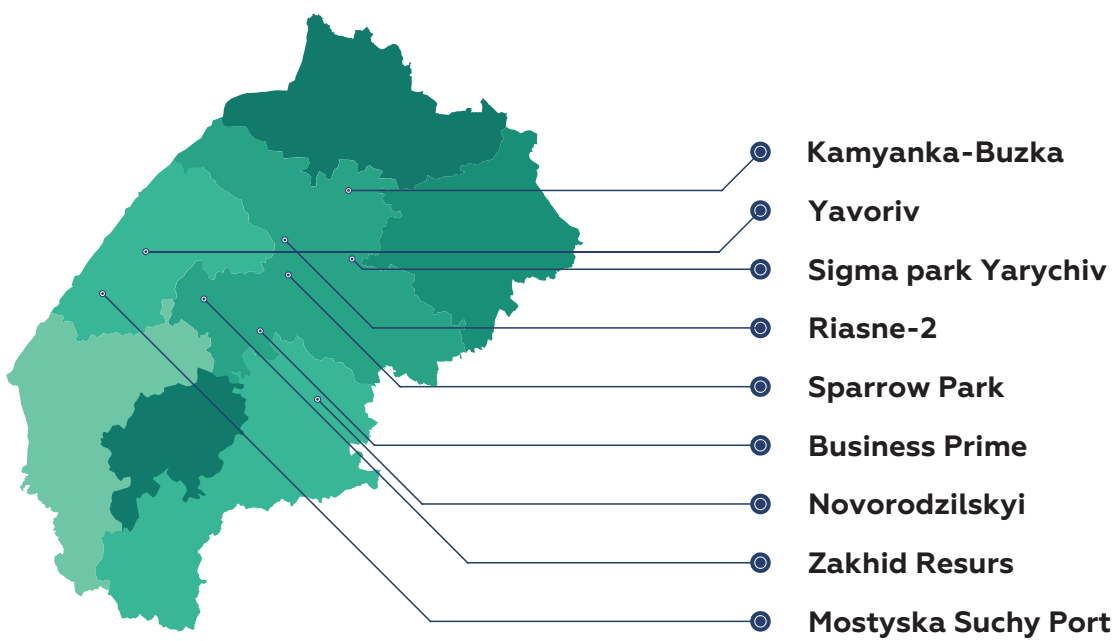 Kamyanka-Buzka
Yavoriv
Sigma park Yarychiv
Riasne-2
Sparrow Park
Business Prime
Novorodzilskyi
Zakhid Resurs
Mostyska Suchy Port